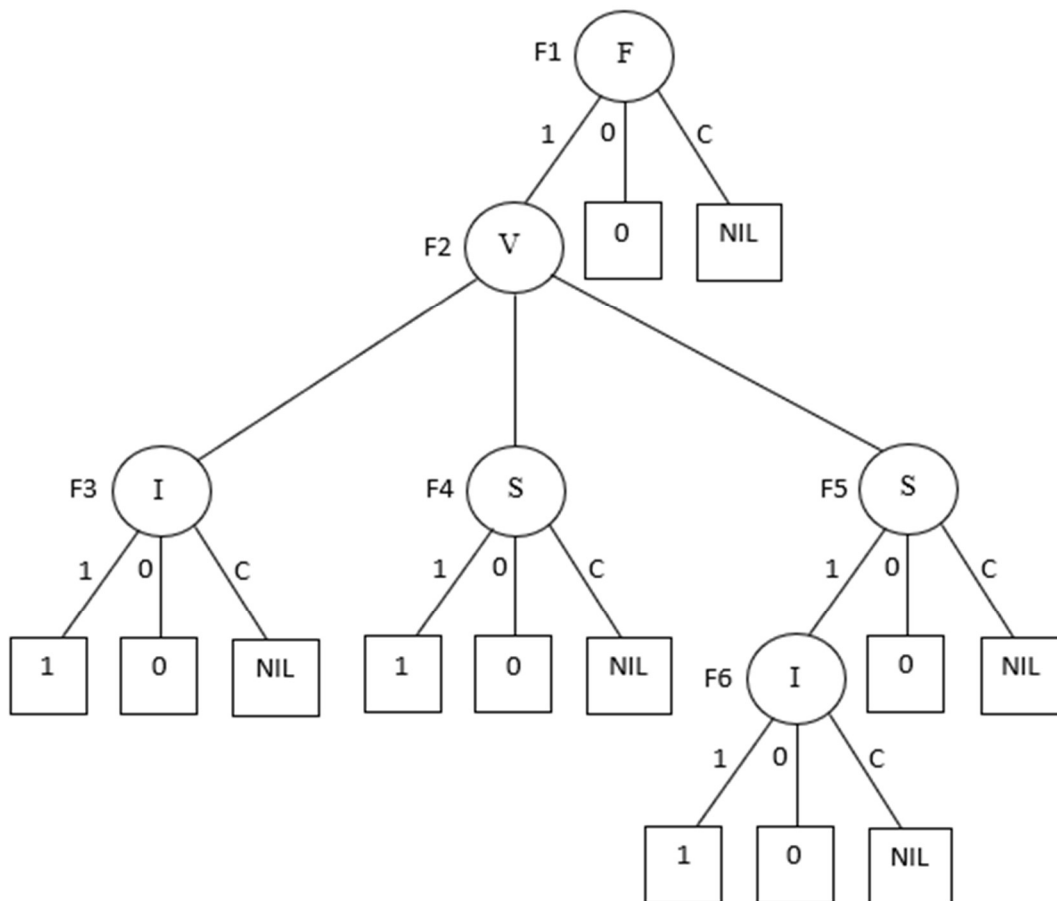 F1 F
1 0 C
F2 V 0 NIL
F3 I F4 S F5 S
1 0 C 1 0 C 1 0 C
1 0 NIL 1 0 NIL F6 I 0 NIL
1 0 C
1 0 NIL